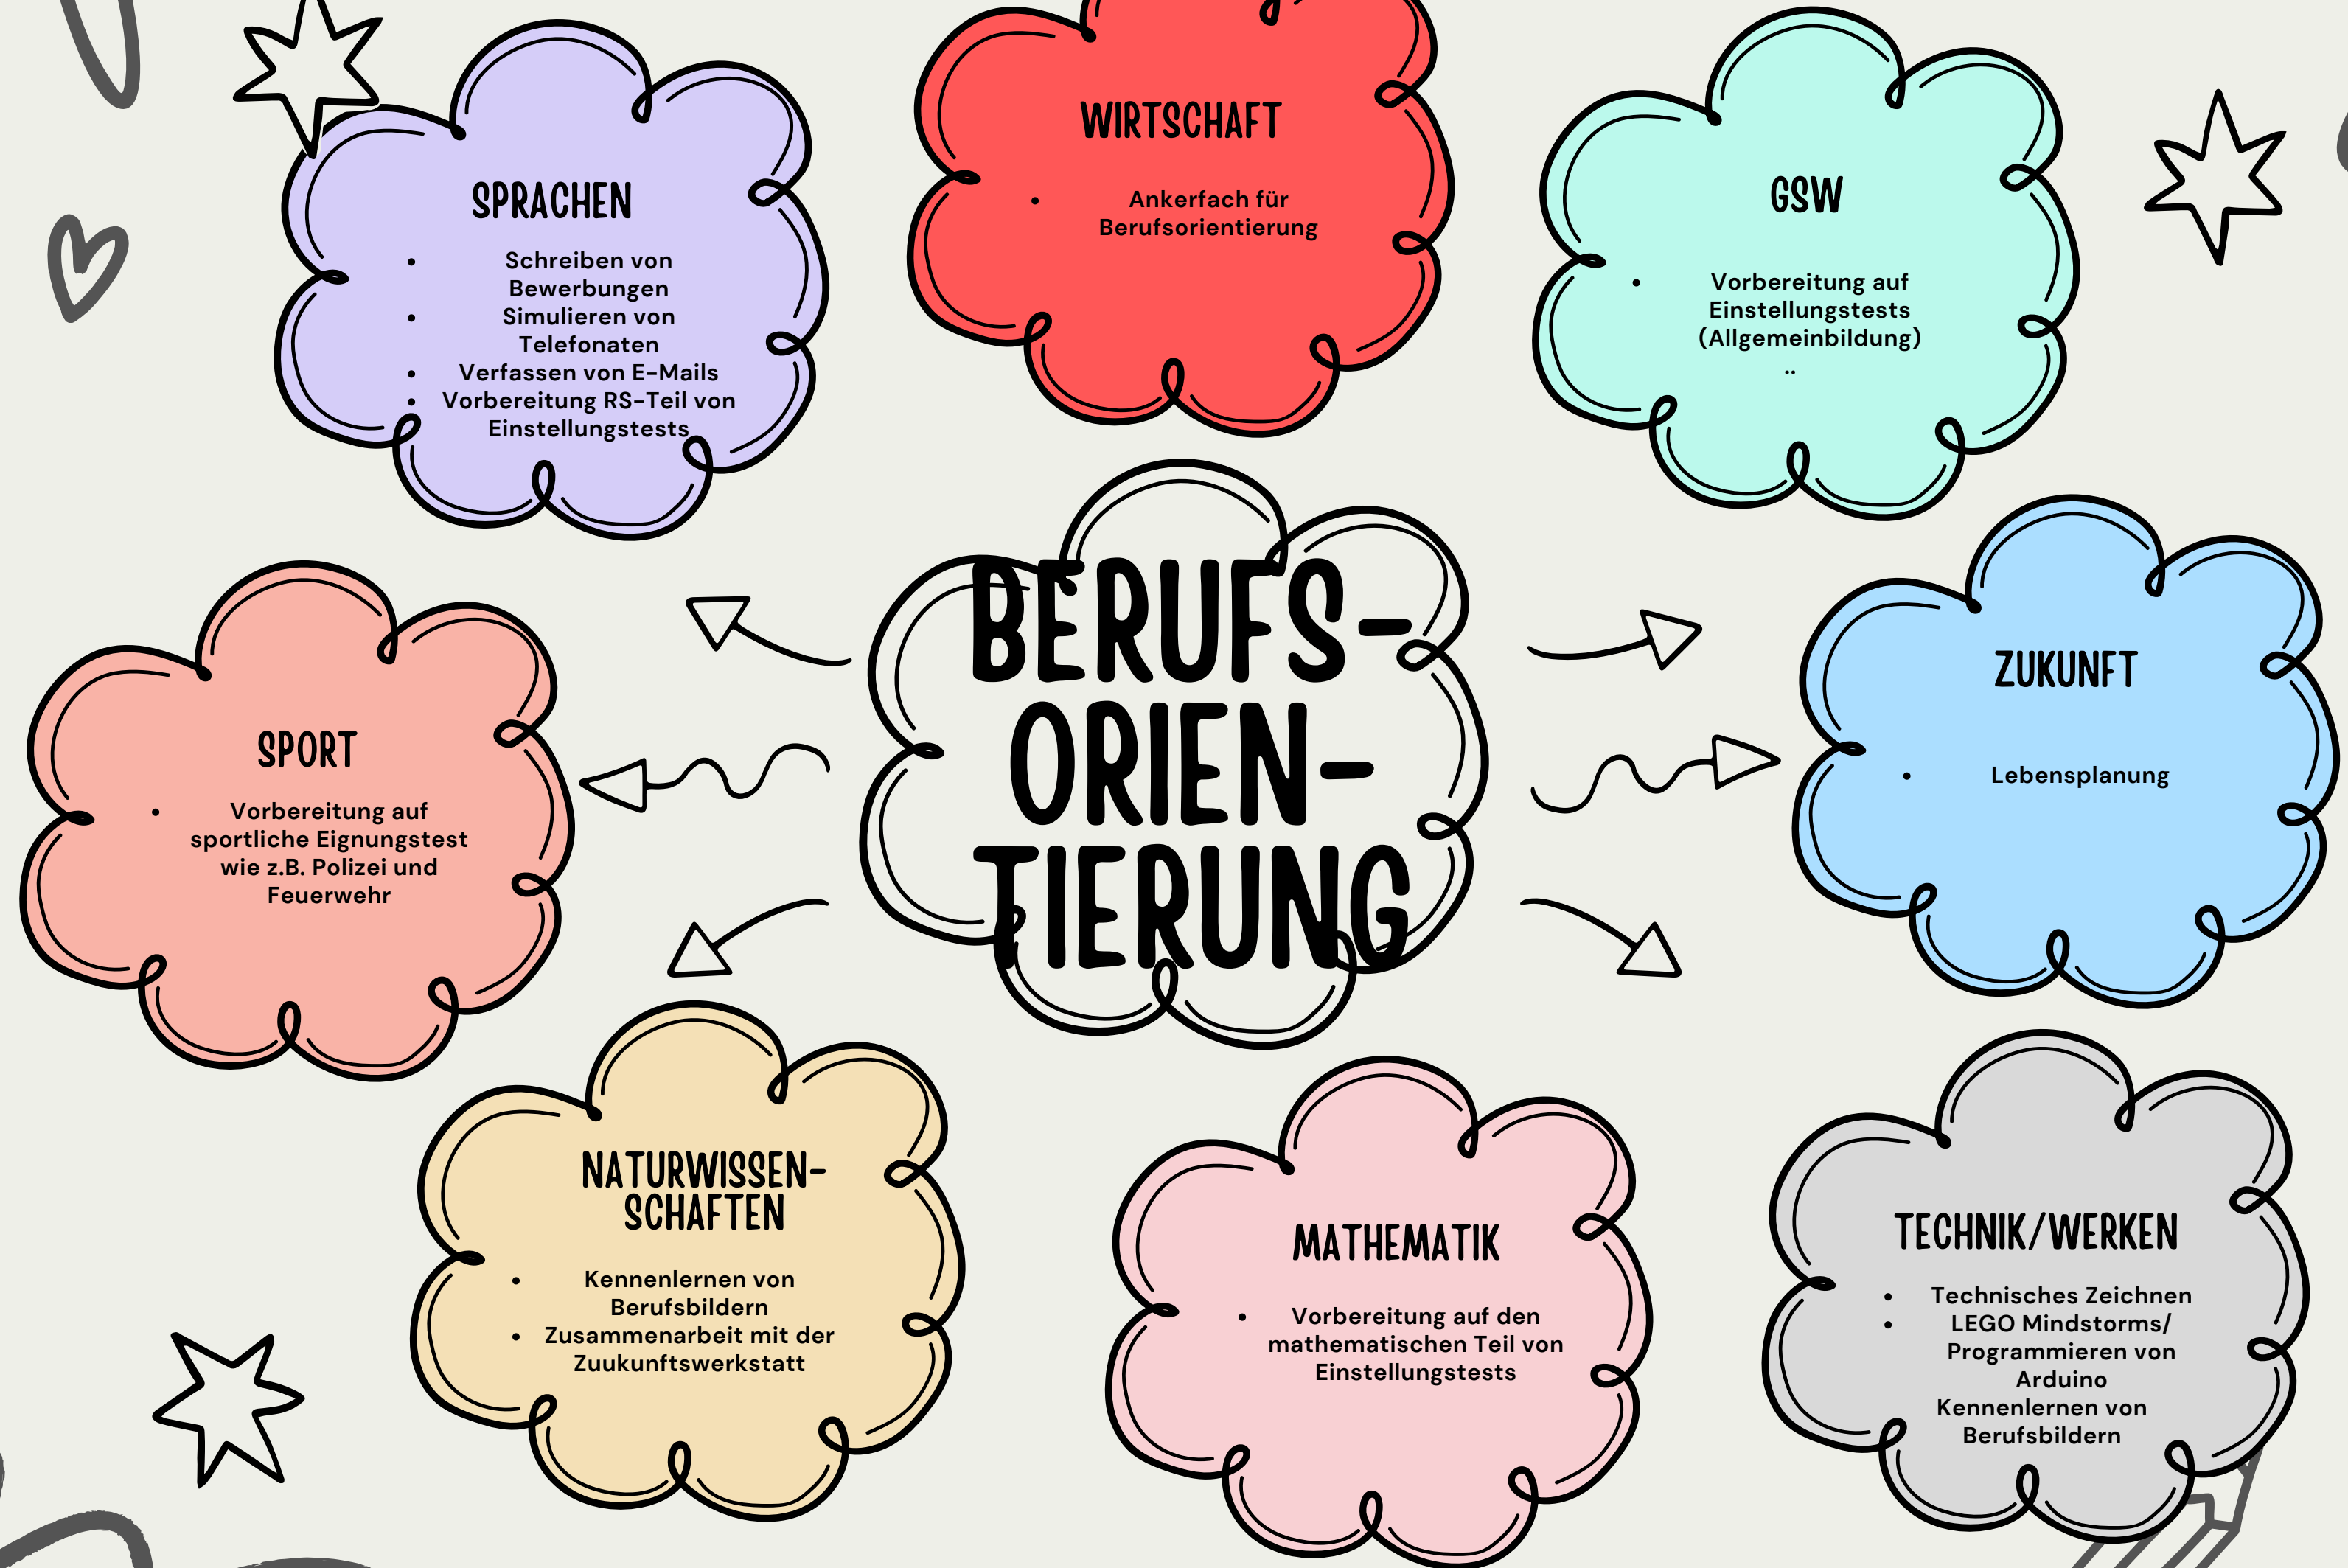 SPRACHEN
• Schreiben von
Bewerbungen
• Simulieren von
Telefonaten
• Verfassen von E-Mails
• Vorbereitung RS-Teil von
Einstellungstests
WIRTSCHAFT
• Ankerfach für
Berufsorientierung
GSW
• Vorbereitung auf
Einstellungstests
(Allgemeinbildung)
..
BERUFS-
ORIEN-
TIERUNG
SPORT
• Vorbereitung auf
sportliche Eignungstest
wie z.B. Polizei und
Feuerwehr
ZUKUNFT
• Lebensplanung
NATURWISSEN-
SCHAFTEN
• Kennenlernen von
Berufsbildern
• Zusammenarbeit mit der
Zuukunftswerkstatt
MATHEMATIK
• Vorbereitung auf den
mathematischen Teil von
Einstellungstests
TECHNIK/WERKEN
• Technisches Zeichnen
• LEGO Mindstorms/
Programmieren von
Arduino
Kennenlernen von
Berufsbildern